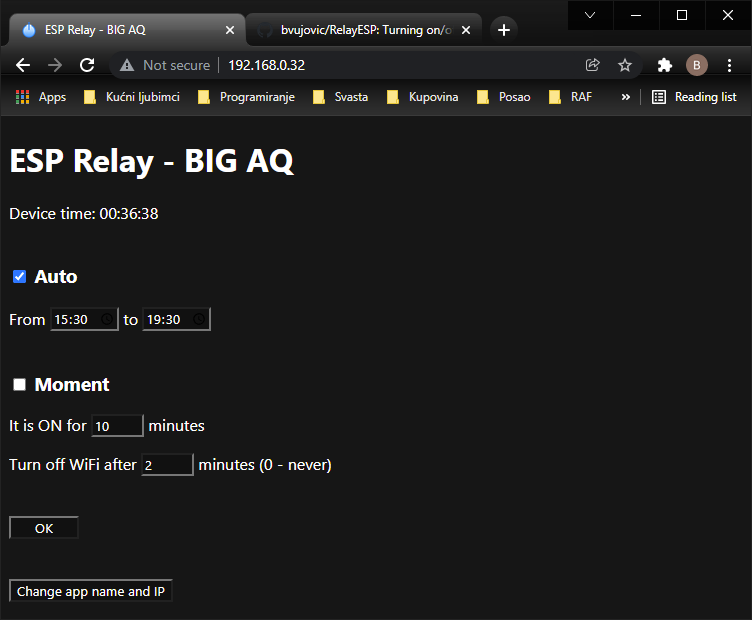 ESP Relay - BIG AQ
bvujovic/RelayESP: Turning on/o
Not secure
192.168.0.32
B
Apps
Kućni ljubimci
Programiranje
Svasta
Kupovina
Posao
RAF
»
Reading list
ESP Relay - BIG AQ
Device time: 00:36:38
Auto
From 15:30 to 19:30
Moment
It is ON for 10 minutes
Turn off WiFi after 2 minutes (0 - never)
OK
Change app name and IP